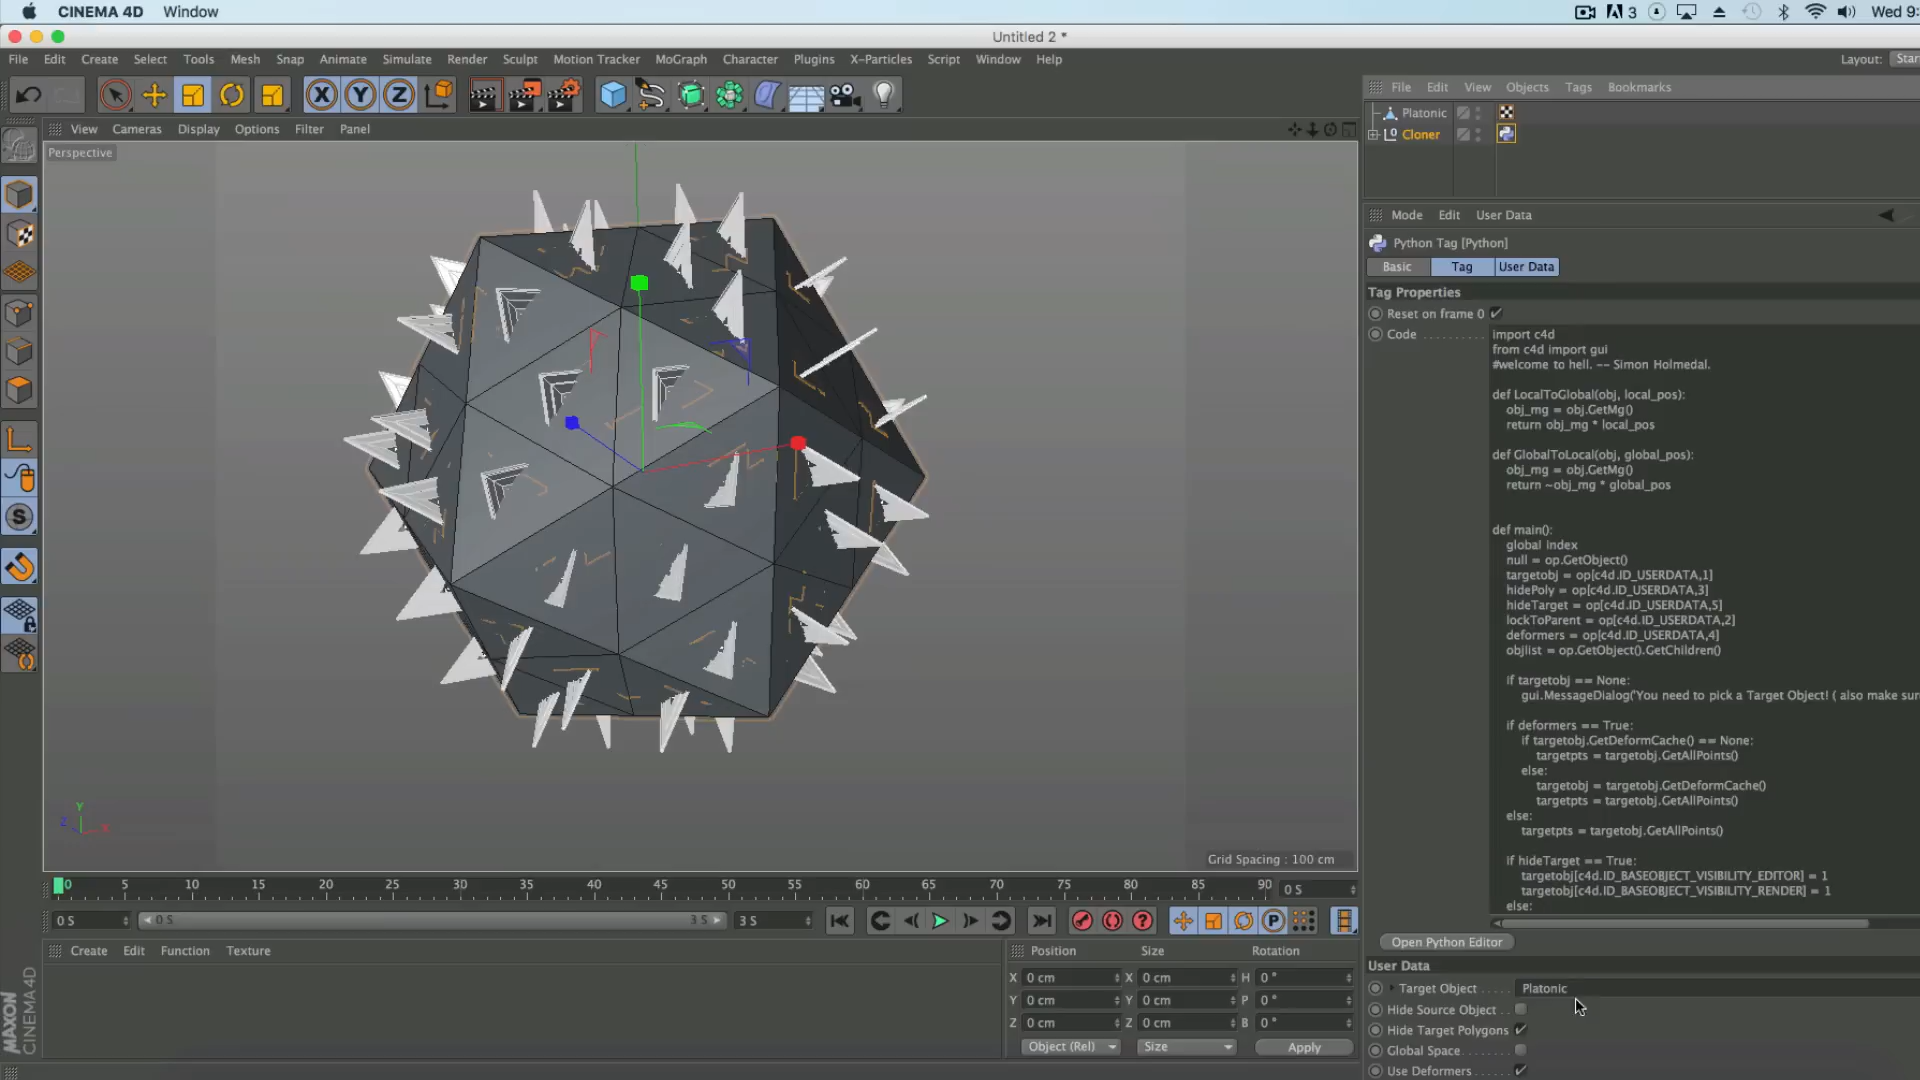 CINEMA 4D Window
3 Wed 9:
Untitled 2 *
File Edit Create Select Tools Mesh Snap Animate Simulate Render Sculpt Motion Tracker MoGraph Character Plugins X-Particles Script Window Help Layout: Star
X Y Z
File Edit View Objects Tags Bookmarks
View Cameras Display Options Filter Panel
Perspective
Platonic
Cloner
Mode Edit User Data
Python Tag [Python]
Basic Tag User Data
Tag Properties
Reset on frame 0
Code
import c4d
from c4d import gui
#welcome to hell. -- Simon Holmedal.
def LocalToGlobal(obj, local_pos):
obj_mg = obj.GetMg()
return obj_mg * local_pos
def GlobalToLocal(obj, global_pos):
obj_mg = obj.GetMg()
return ~obj_mg * global_pos
def main():
global Index
null = op.GetObject()
targetobj = op[c4d.ID_USERDATA,1]
hidePoly = op[c4d.ID_USERDATA,3]
hideTarget = op[c4d.ID_USERDATA,5]
lockToParent = op[c4d.ID_USERDATA,2]
deformers = op[c4d.ID_USERDATA,4]
objlist = op.GetObject().GetChildren()
if targetobj == None:
gui.MessageDialog('You need to pick a Target Object! ( also make sur
if deformers == True:
if targetobj.GetDeformCache() == None:
targetpts = targetobj.GetAllPoints()
else:
targetobj = targetobj.GetDeformCache()
targetpts = targetobj.GetAllPoints()
else:
targetpts = targetobj.GetAllPoints()
if hideTarget == True:
targetobj[c4d.ID_BASEOBJECT_VISIBILITY_EDITOR] = 1
targetobj[c4d.ID_BASEOBJECT_VISIBILITY_RENDER] = 1
else:
Open Python Editor
User Data
Target Object Platonic
Hide Source Object
Hide Target Polygons
Global Space
Use Deformers
Y
Z X
Grid Spacing : 100 cm
0 5 10 15 20 25 30 35 40 45 50 55 60 65 70 75 80 85 90 0 S
0 S 0 S 3 S 3 S
Create Edit Function Texture
Position Size Rotation
X 0 cm X 0 cm H 0 °
Y 0 cm Y 0 cm P 0 °
Z 0 cm Z 0 cm B 0 °
Object (Rel) Size Apply
MAXON
CINEMA 4D